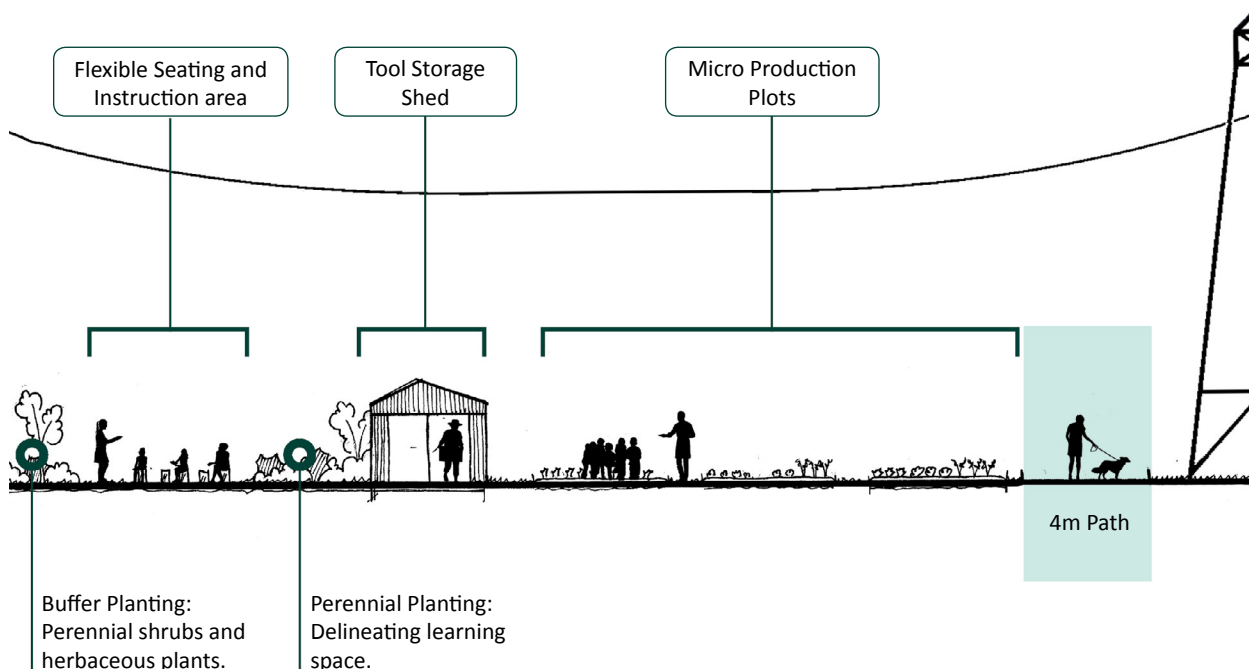 Flexible Seating and
Instruction area
Tool Storage
Shed
Micro Production
Plots
4m Path
Buffer Planting:
Perennial shrubs and
herbaceous plants.
Perennial Planting:
Delineating learning
space.